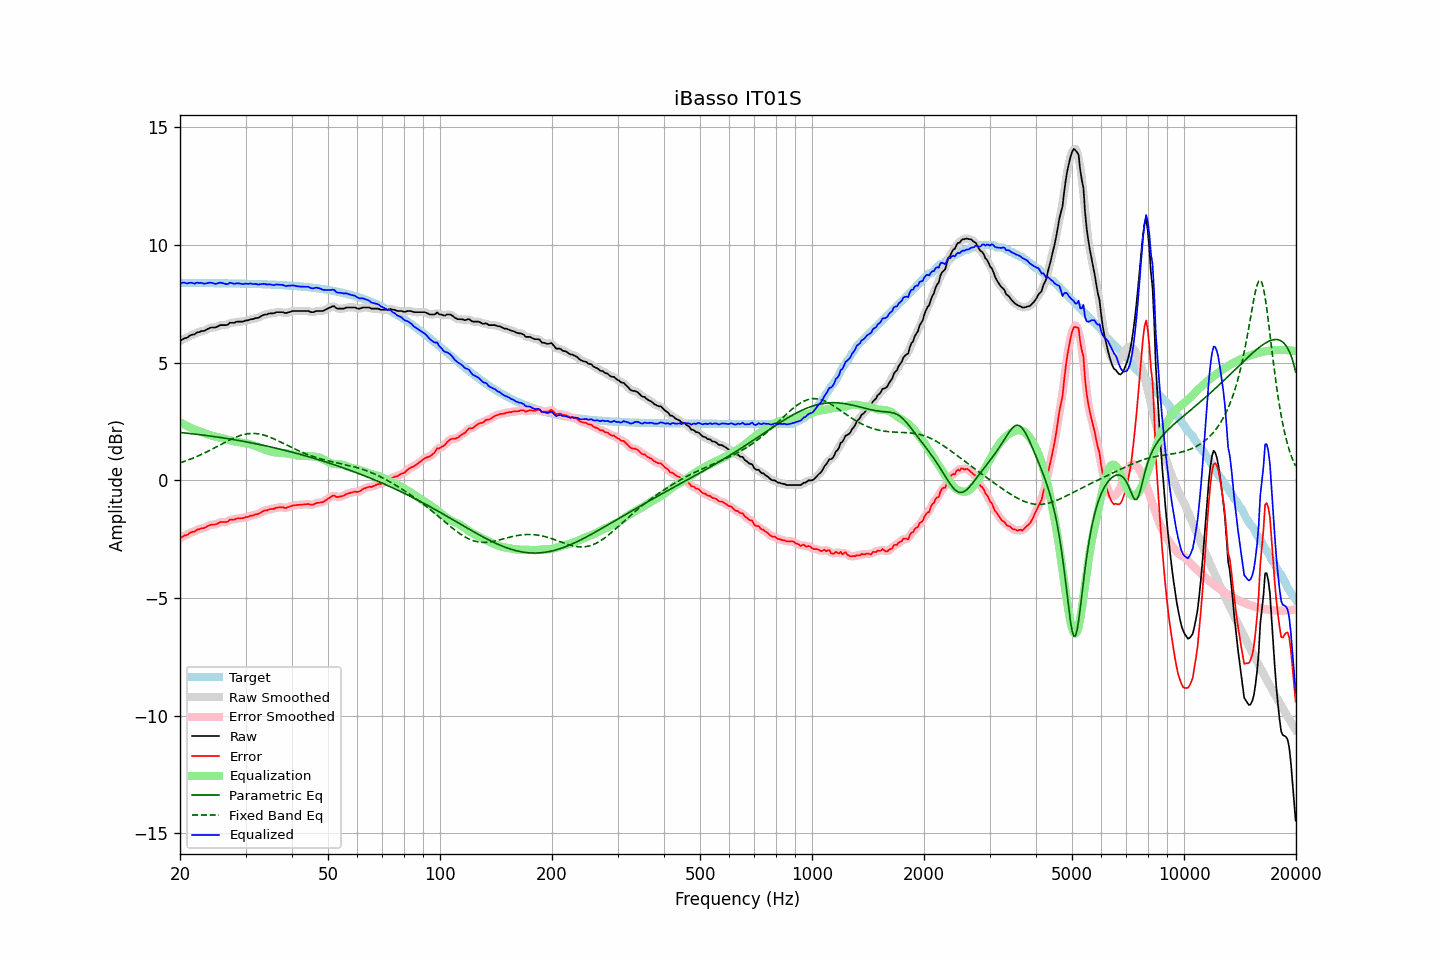 iBasso IT01S
Amplitude (dBr)
15
10
5
0
−5
−10
−15
Target
Raw Smoothed
Error Smoothed
Raw
Error
Equalization
Parametric Eq
Fixed Band Eq
Equalized
20
50
100
200
500
1000
2000
5000
10000
20000
Frequency (Hz)